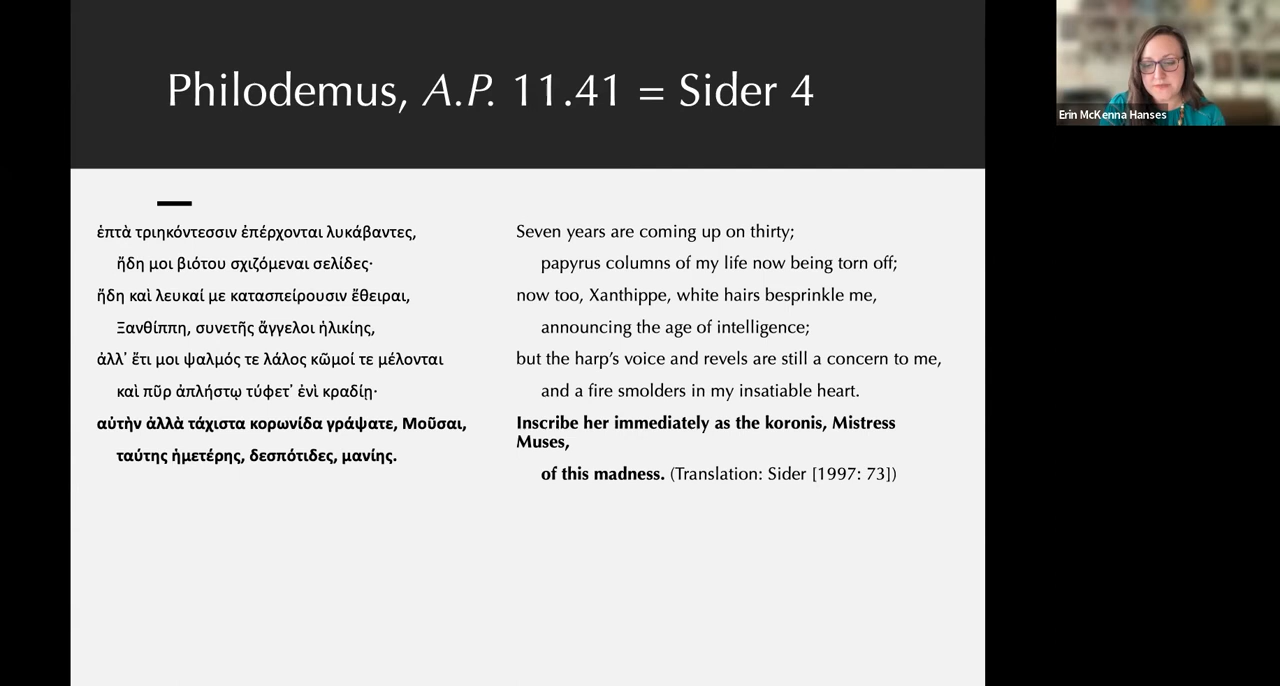 Philodemus, A.P. 11.41 = Sider 4
Erin McKenna Hanses
ἑπτὰ τριηκόντεσσιν ἐπέρχονται λυκάβαντες,
ἤδη μοι βιότου σχιζόμεναι σελίδες·
ἤδη καὶ λευκαί με κατασπείρουσιν ἔθειραι,
Ξανθίππη, συνετῆς ἄγγελοι ἡλικίης,
ἀλλ' ἔτι μοι ψαλμός τε λάλος κῶμοί τε μέλονται
καὶ πῦρ ἀπλήστῳ τύφετ' ἐνὶ κραδίῃ·
αὐτὴν ἀλλὰ τάχιστα κορωνίδα γράψατε, Μοῦσαι,
ταύτης ἡμετέρης, δεσπότιδες, μανίης.
Seven years are coming up on thirty;
papyrus columns of my life now being torn off;
now too, Xanthippe, white hairs besprinkle me,
announcing the age of intelligence;
but the harp's voice and revels are still a concern to me,
and a fire smolders in my insatiable heart.
Inscribe her immediately as the koronis, Mistress
Muses,
of this madness. (Translation: Sider [1997: 73])